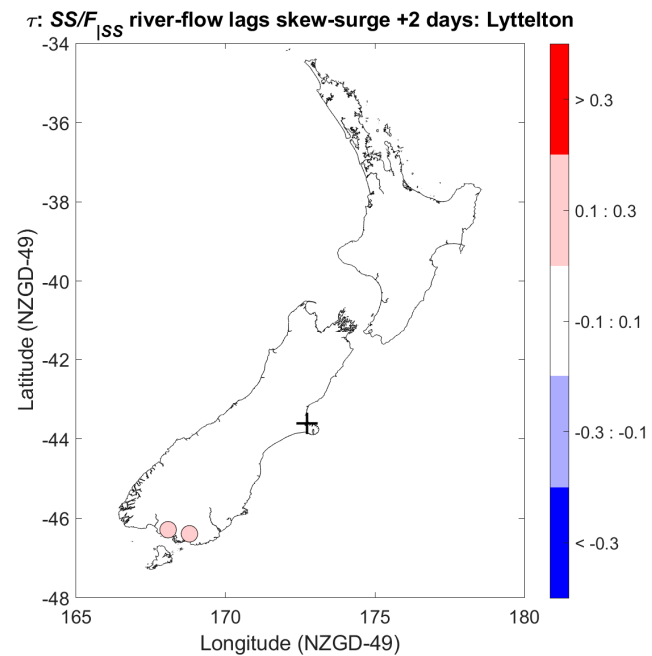 τ: SS/F|SS river-flow lags skew-surge +2 days: Lyttelton
-34
-36
-38
-40
-42
-44
-46
-48
165
170
175
180
Latitude (NZGD-49)
Longitude (NZGD-49)
> 0.3
0.1 : 0.3
-0.1 : 0.1
-0.3 : -0.1
< -0.3